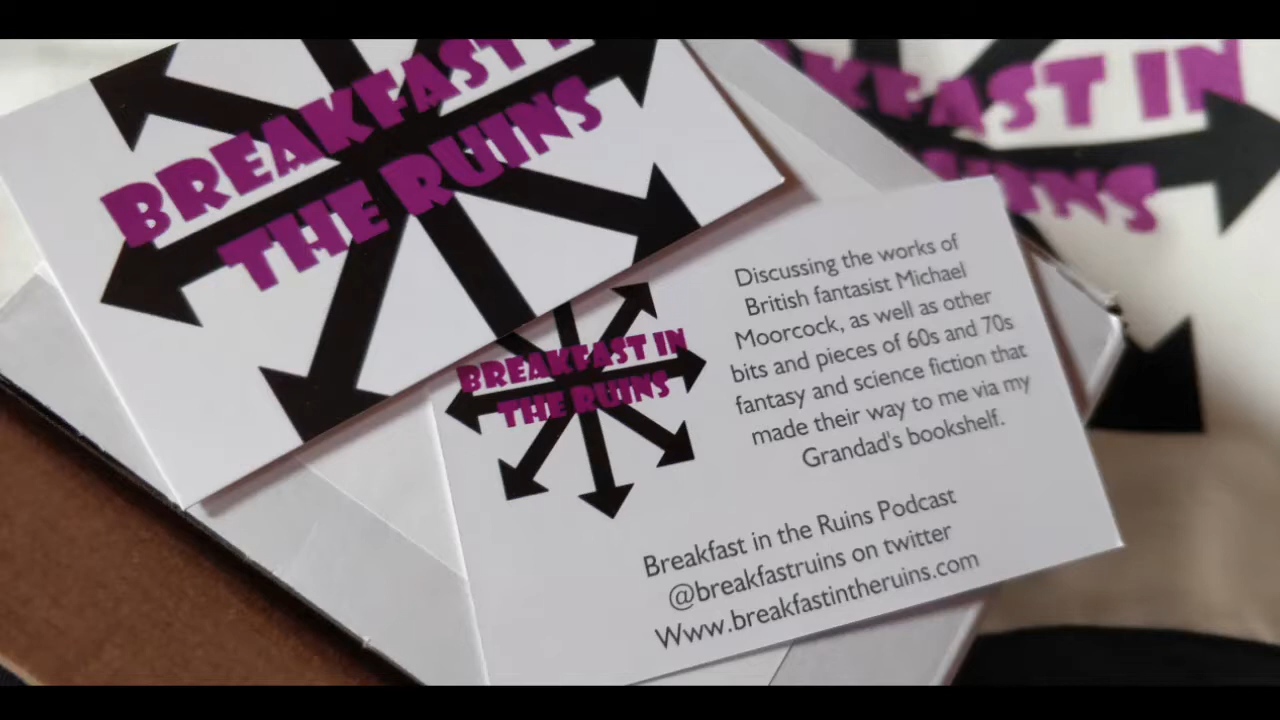 BREAKFAST I
THE RUINS
KFAST IN
RUINS
BREAKFAST IN
THE RUINS
Discussing the works of
British fantasist Michael
Moorcock, as well as other
bits and pieces of 60s and 70s
fantasy and science fiction that
made their way to me via my
Grandad's bookshelf.
Breakfast in the Ruins Podcast
@breakfastruins on twitter
Www.breakfastintheruins.com